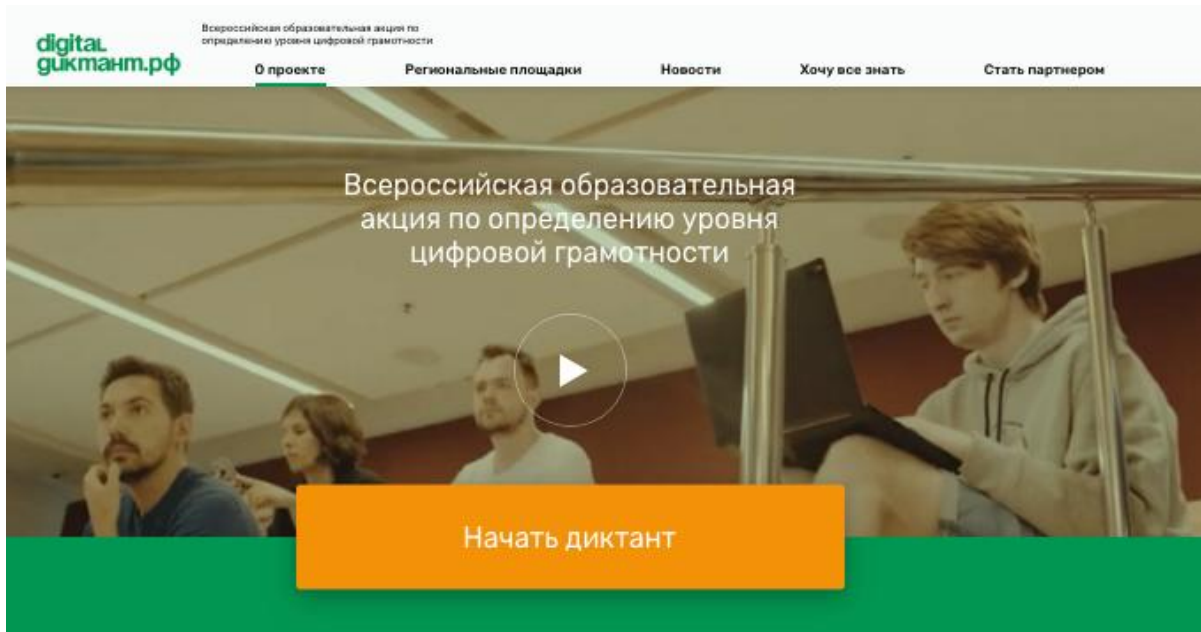 digital
диктант.рф
Всероссийская образовательная акция по
определению уровня цифровой грамотности
О проекте
Региональные площадки
Новости
Хочу все знать
Стать партнером
Всероссийская образовательная
акция по определению уровня
цифровой грамотности
Начать диктант